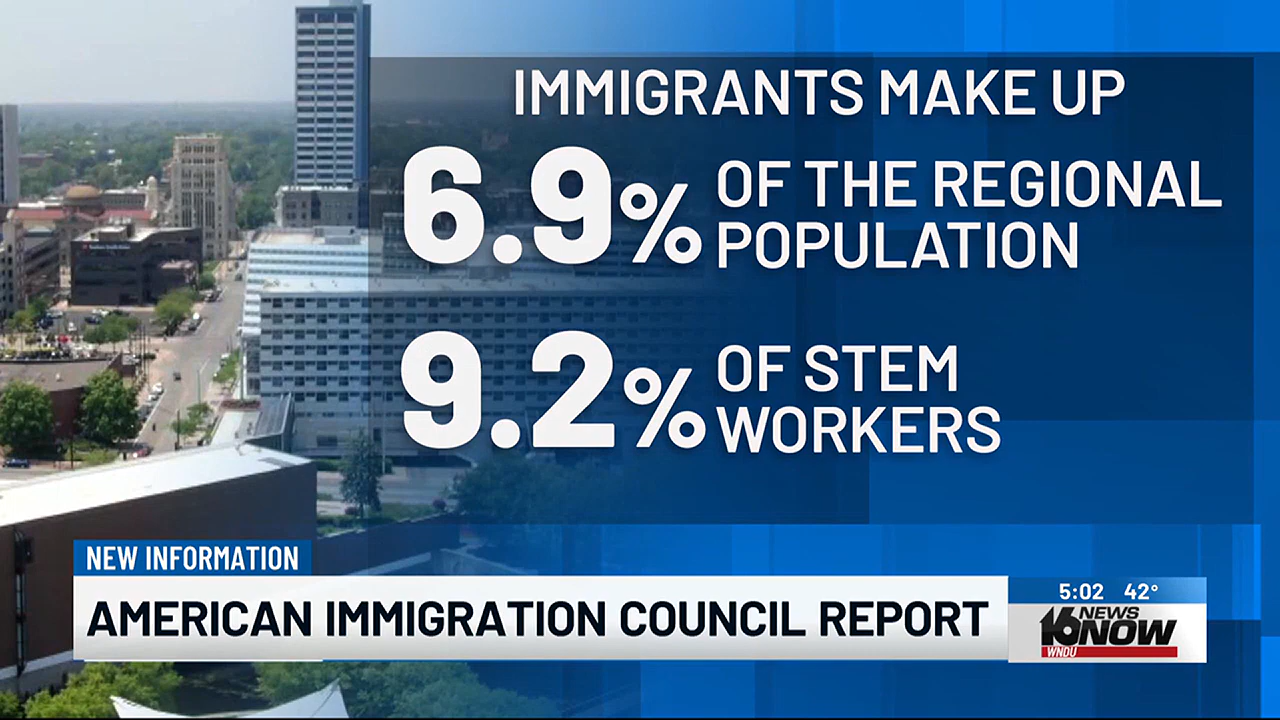 IMMIGRANTS MAKE UP
6.9% OF THE REGIONAL
POPULATION
9.2% OF STEM
WORKERS
NEW INFORMATION
AMERICAN IMMIGRATION COUNCIL REPORT
5:02 42°
16 NEWS
NOW
WNDU